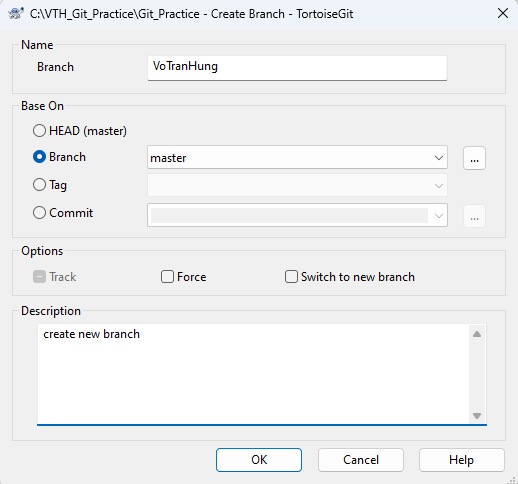 C:\VTH_Git_Practice\Git_Practice - Create Branch - TortoiseGit
Name
Branch VoTranHung
Base On
HEAD (master)
Branch master ...
Tag
Commit ...
Options
Track Force Switch to new branch
Description
create new branch
OK Cancel Help